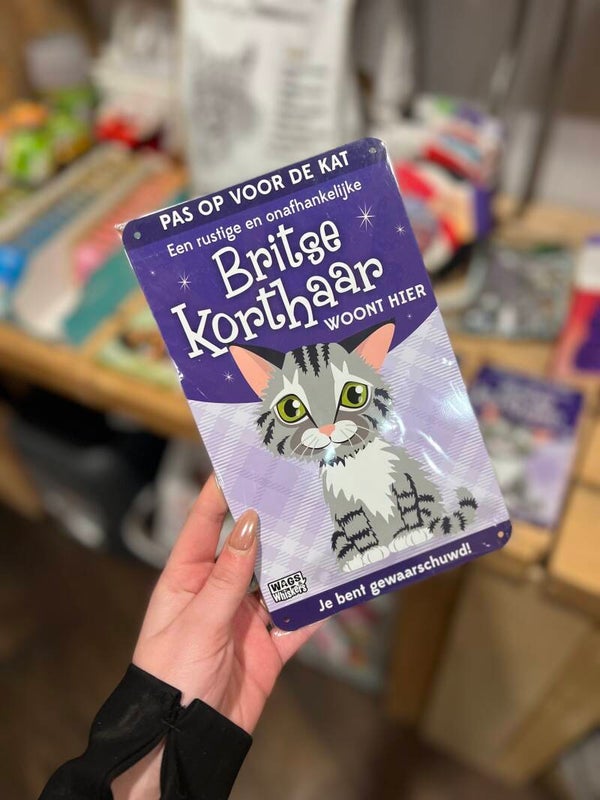 PAS OP VOOR DE KAT
Een rustige en onafhankelijke
Britse
Korthaar
WOONT HIER
WAGS
Whiskers
Je bent gewaarschuwd!